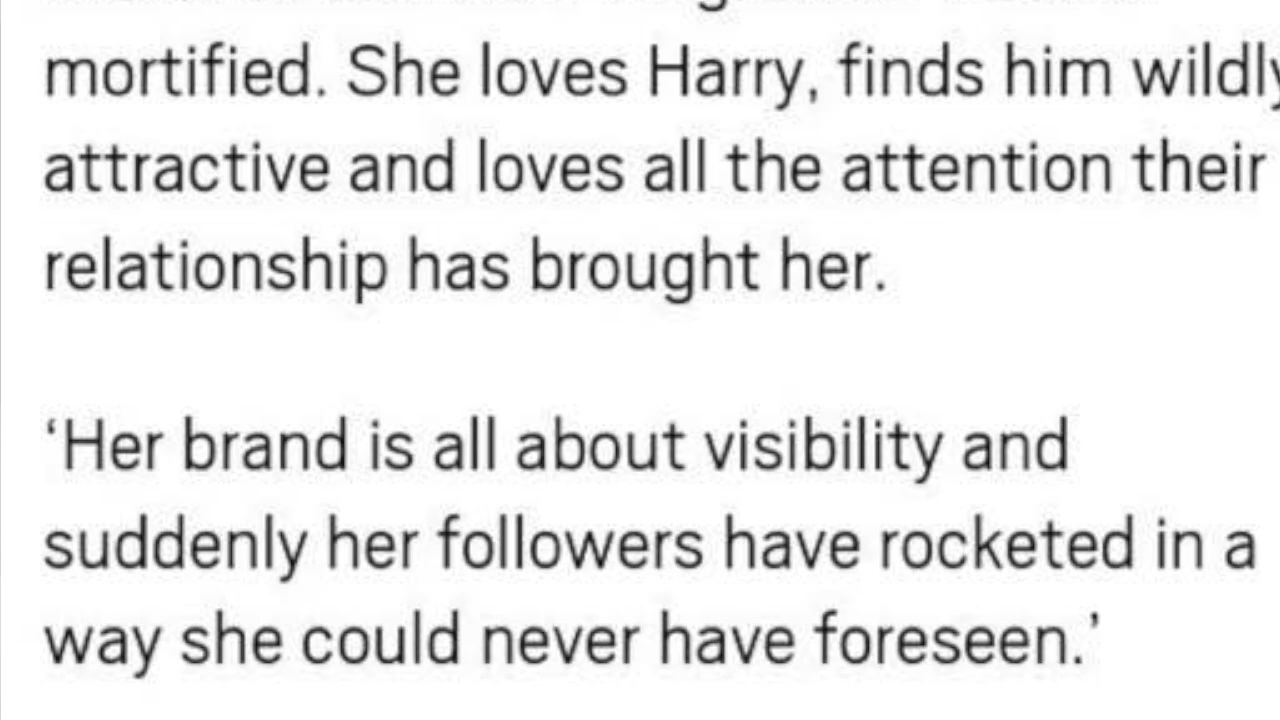 mortified. She loves Harry, finds him wildly
attractive and loves all the attention their
relationship has brought her.
‘Her brand is all about visibility and
suddenly her followers have rocketed in a
way she could never have foreseen.’